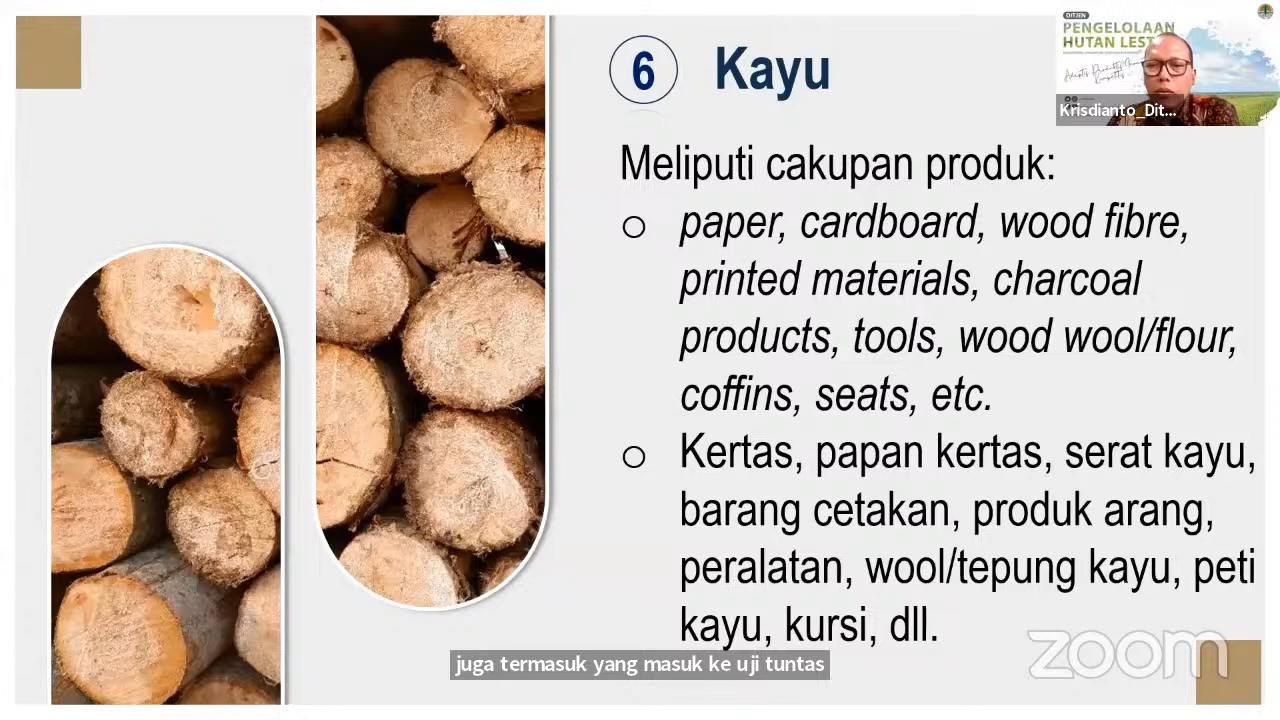 6 Kayu
Meliputi cakupan produk:
o paper, cardboard, wood fibre,
printed materials, charcoal
products, tools, wood wool/flour,
coffins, seats, etc.
o Kertas, papan kertas, serat kayu,
barang cetakan, produk arang,
peralatan, wool/tepung kayu, peti
kayu, kursi, dll.
juga termasuk yang masuk ke uji tuntas
zoom
DITJEN
PENGELOLAAN
HUTAN LEST
Krisdianto_Dit...